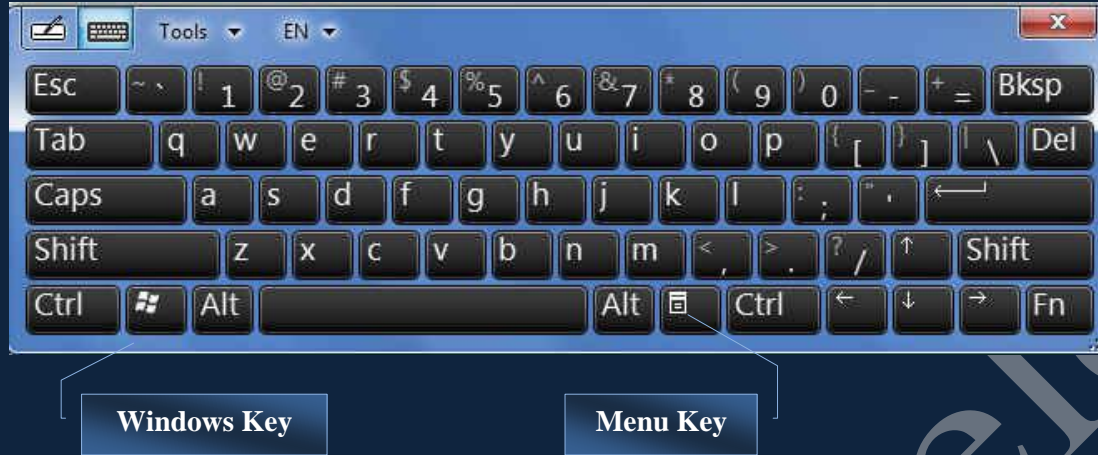 Tools EN x
Esc ~ ` ! 1 @ 2 # 3 $ 4 % 5 ^ 6 & 7 * 8 ( 9 ) 0 _ - + = Bksp
Tab q w e r t y u i o p { [ } ] | \ Del
Caps a s d f g h j k l : ; " '
Shift z x c v b n m < , > . ? / ↑ Shift
Ctrl Alt Alt Ctrl ← ↓ → Fn
Windows Key Menu Key